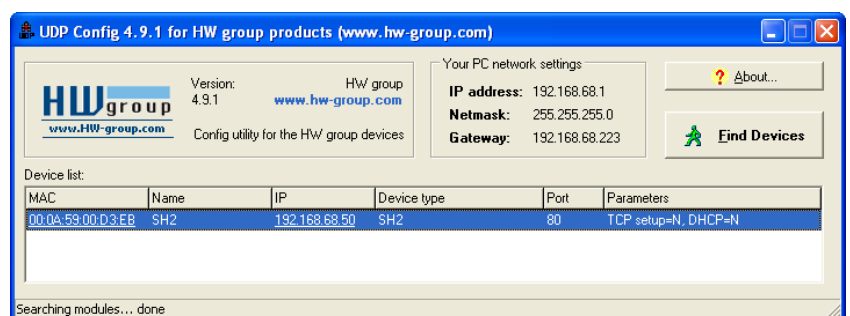 UDP Config 4.9.1 for HW group products (www.hw-group.com)
HW group
www.HW-group.com
Version:
4.9.1
HW group
www.hw-group.com
Config utility for the HW group devices
Your PC network settings
IP address: 192.168.68.1
Netmask: 255.255.255.0
Gateway: 192.168.68.223
? About...
Find Devices
Device list:
MAC Name IP Device type Port Parameters
00:0A:59:00:D3:EB SH2 192.168.68.50 SH2 80 TCP setup=N, DHCP=N
Searching modules... done